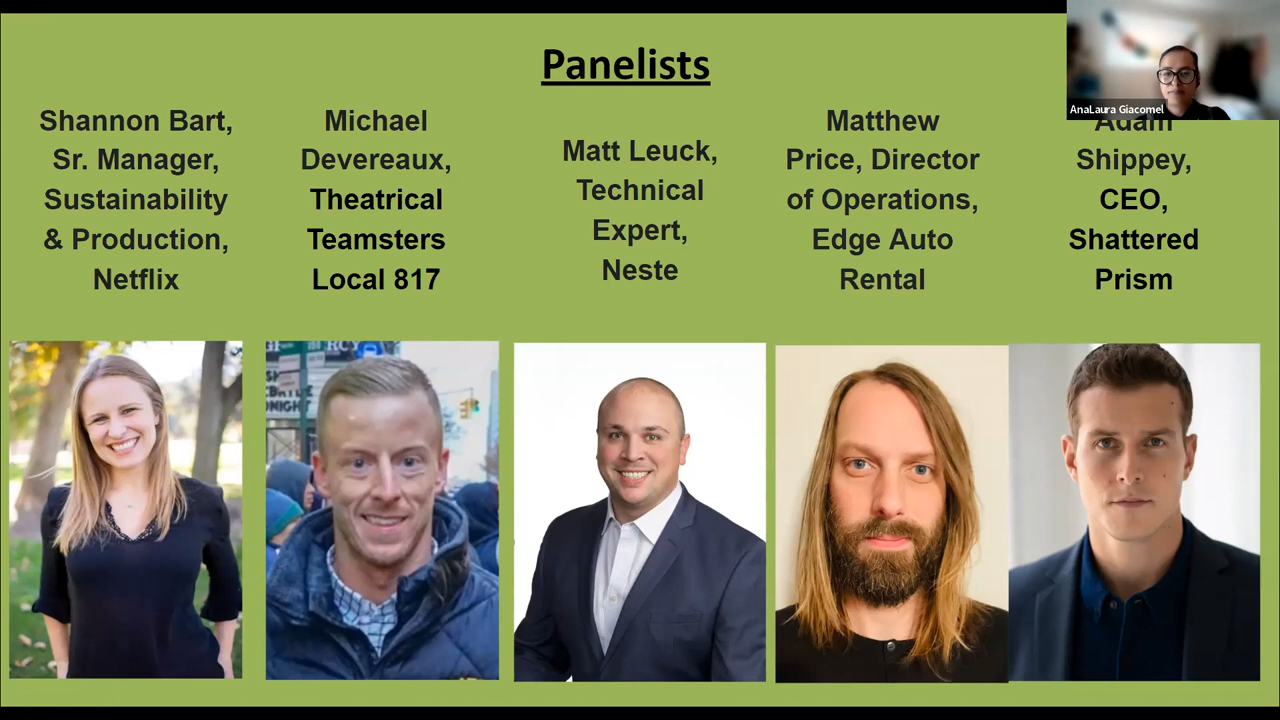 Panelists
AnaLaura Giacomel
Shannon Bart,
Sr. Manager,
Sustainability
& Production,
Netflix
Michael
Devereaux,
Theatrical
Teamsters
Local 817
Matt Leuck,
Technical
Expert,
Neste
Matthew
Price, Director
of Operations,
Edge Auto
Rental
Adam
Shippey,
CEO,
Shattered
Prism
NIGHT